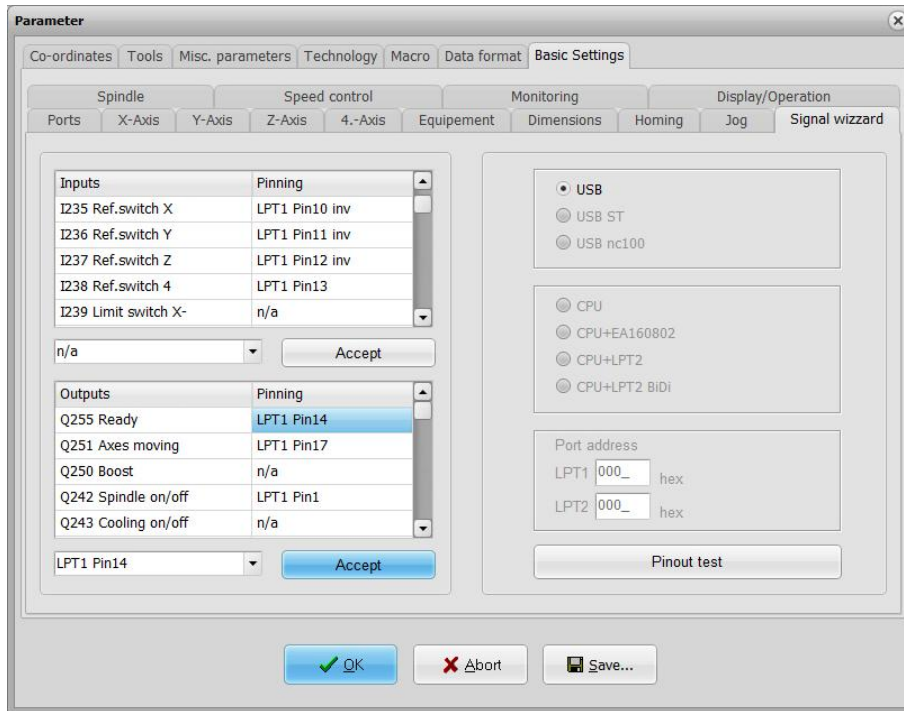 Parameter
Co-ordinates Tools Misc. parameters Technology Macro Data format Basic Settings
Spindle Speed control Monitoring Display/Operation
Ports X-Axis Y-Axis Z-Axis 4.-Axis Equipement Dimensions Homing Jog Signal wizzard
Inputs Pinning
I235 Ref.switch X LPT1 Pin10 inv
I236 Ref.switch Y LPT1 Pin11 inv
I237 Ref.switch Z LPT1 Pin12 inv
I238 Ref.switch 4 LPT1 Pin13
I239 Limit switch X- n/a
n/a Accept
Outputs Pinning
Q255 Ready LPT1 Pin14
Q251 Axes moving LPT1 Pin17
Q250 Boost n/a
Q242 Spindle on/off LPT1 Pin1
Q243 Cooling on/off n/a
LPT1 Pin14 Accept
USB
USB ST
USB nc100
CPU
CPU+EA160802
CPU+LPT2
CPU+LPT2 BiDi
Port address
LPT1 000_ hex
LPT2 000_ hex
Pinout test
OK Abort Save...